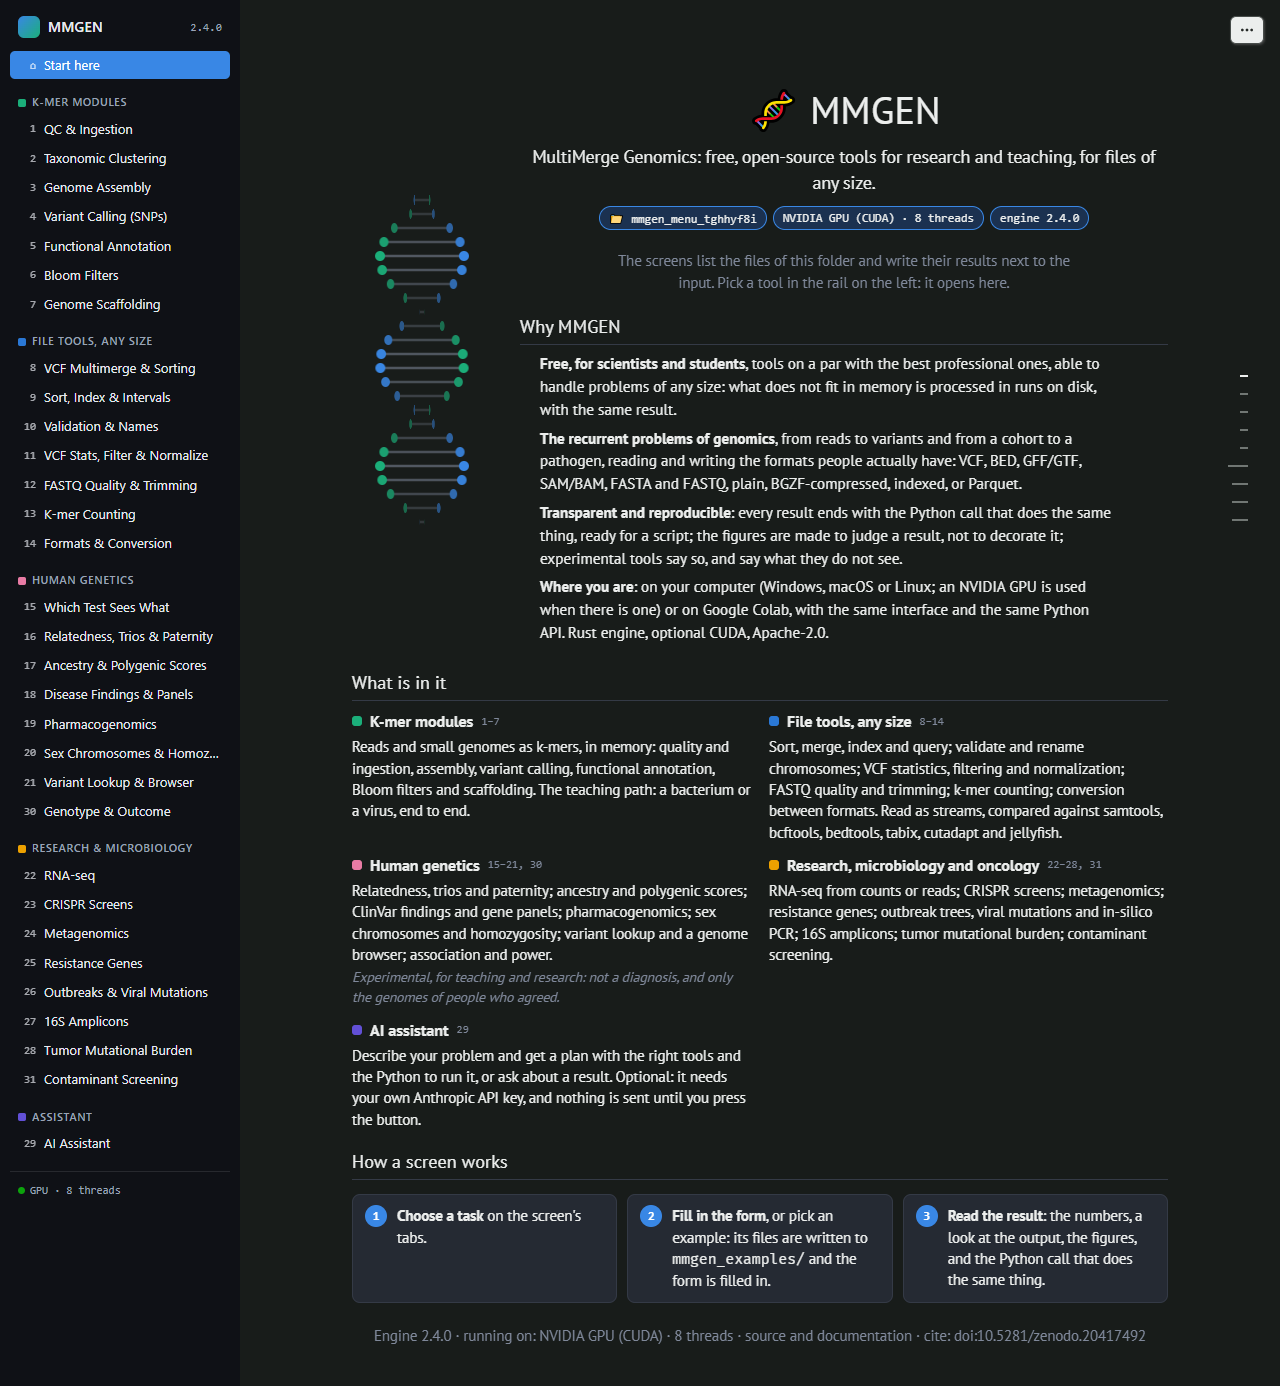 MMGEN
2.4.0
Start here
K-MER MODULES
1 QC & Ingestion
2 Taxonomic Clustering
3 Genome Assembly
4 Variant Calling (SNPs)
5 Functional Annotation
6 Bloom Filters
7 Genome Scaffolding
FILE TOOLS, ANY SIZE
8 VCF Multimerge & Sorting
9 Sort, Index & Intervals
10 Validation & Names
11 VCF Stats, Filter & Normalize
12 FASTQ Quality & Trimming
13 K-mer Counting
14 Formats & Conversion
HUMAN GENETICS
15 Which Test Sees What
16 Relatedness, Trios & Paternity
17 Ancestry & Polygenic Scores
18 Disease Findings & Panels
19 Pharmacogenomics
20 Sex Chromosomes & Homoz...
21 Variant Lookup & Browser
30 Genotype & Outcome
RESEARCH & MICROBIOLOGY
22 RNA-seq
23 CRISPR Screens
24 Metagenomics
25 Resistance Genes
26 Outbreaks & Viral Mutations
27 16S Amplicons
28 Tumor Mutational Burden
31 Contaminant Screening
ASSISTANT
29 AI Assistant
GPU · 8 threads
MMGEN
MultiMerge Genomics: free, open-source tools for research and teaching, for files of
any size.
mmgen_menu_tghhyf8i
NVIDIA GPU (CUDA) · 8 threads
engine 2.4.0
The screens list the files of this folder and write their results next to the
input. Pick a tool in the rail on the left: it opens here.
Why MMGEN
Free, for scientists and students, tools on a par with the best professional ones, able to
handle problems of any size: what does not fit in memory is processed in runs on disk,
with the same result.
The recurrent problems of genomics, from reads to variants and from a cohort to a
pathogen, reading and writing the formats people actually have: VCF, BED, GFF/GTF,
SAM/BAM, FASTA and FASTQ, plain, BGZF-compressed, indexed, or Parquet.
Transparent and reproducible: every result ends with the Python call that does the same
thing, ready for a script; the figures are made to judge a result, not to decorate it;
experimental tools say so, and say what they do not see.
Where you are: on your computer (Windows, macOS or Linux; an NVIDIA GPU is used
when there is one) or on Google Colab, with the same interface and the same Python
API. Rust engine, optional CUDA, Apache-2.0.
What is in it
K-mer modules 1–7
Reads and small genomes as k-mers, in memory: quality and
ingestion, assembly, variant calling, functional annotation,
Bloom filters and scaffolding. The teaching path: a bacterium or
a virus, end to end.
File tools, any size 8–14
Sort, merge, index and query; validate and rename
chromosomes; VCF statistics, filtering and normalization;
FASTQ quality and trimming; k-mer counting; conversion
between formats. Read as streams, compared against samtools,
bcftools, bedtools, tabix, cutadapt and jellyfish.
Human genetics 15–21, 30
Relatedness, trios and paternity; ancestry and polygenic scores;
ClinVar findings and gene panels; pharmacogenomics; sex
chromosomes and homozygosity; variant lookup and a genome
browser; association and power.
Experimental, for teaching and research: not a diagnosis, and only
the genomes of people who agreed.
Research, microbiology and oncology 22–28, 31
RNA-seq from counts or reads; CRISPR screens; metagenomics;
resistance genes; outbreak trees, viral mutations and in-silico
PCR; 16S amplicons; tumor mutational burden; contaminant
screening.
AI assistant 29
Describe your problem and get a plan with the right tools and
the Python to run it, or ask about a result. Optional: it needs
your own Anthropic API key, and nothing is sent until you press
the button.
How a screen works
1 Choose a task on the screen's
tabs.
2 Fill in the form, or pick an
example: its files are written to
mmgen_examples/ and the
form is filled in.
3 Read the result: the numbers, a
look at the output, the figures,
and the Python call that does
the same thing.
Engine 2.4.0 · running on: NVIDIA GPU (CUDA) · 8 threads · source and documentation · cite: doi:10.5281/zenodo.20417492